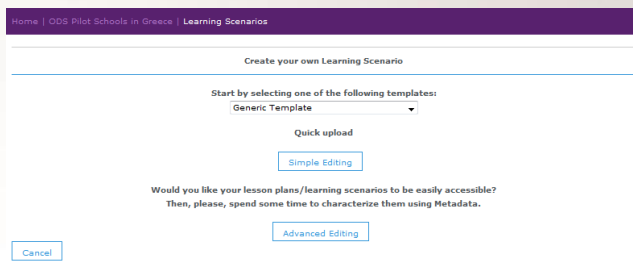 Home | ODS Pilot Schools in Greece | Learning Scenarios
Create your own Learning Scenario
Start by selecting one of the following templates:
Generic Template
Quick upload
Simple Editing
Would you like your lesson plans/learning scenarios to be easily accessible?
Then, please, spend some time to characterize them using Metadata.
Advanced Editing
Cancel